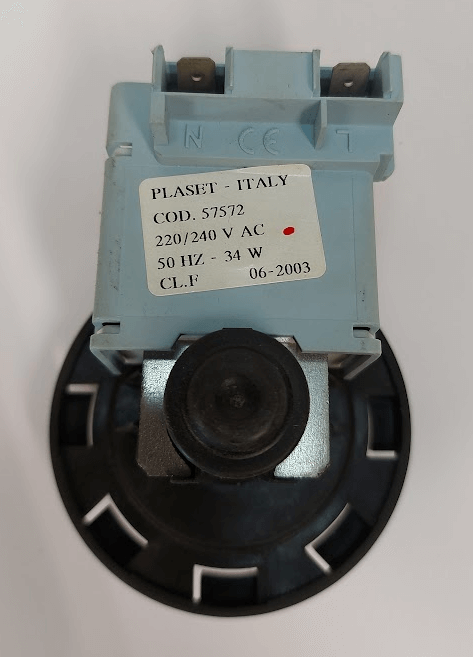 N CE L
PLASET - ITALY
COD. 57572
220/240 V AC
50 HZ - 34 W
CL.F 06-2003